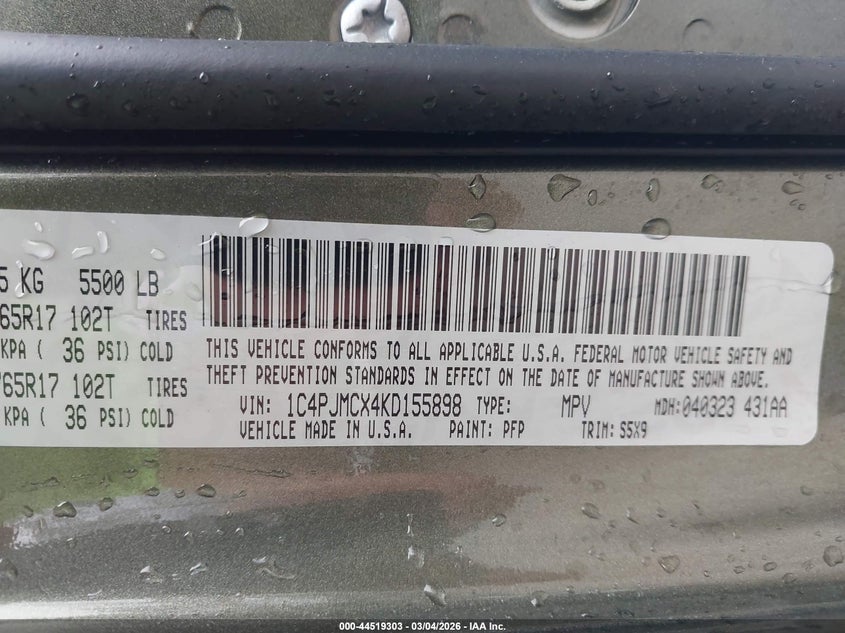 5 KG 5500 LB
65R17 102T TIRES
KPA ( 36 PSI) COLD
65R17 102T TIRES
KPA ( 36 PSI) COLD
THIS VEHICLE CONFORMS TO ALL APPLICABLE U.S.A. FEDERAL MOTOR VEHICLE SAFETY AND
THEFT PREVENTION STANDARDS IN EFFECT ON THE DATE OF MANUFACTURE SHOWN ABOVE.
VIN: 1C4PJMCX4KD155898 TYPE: MPV MDH:040323 431AA
VEHICLE MADE IN U.S.A. PAINT: PFP TRIM: S5X9
000-44519303 - 03/04/2026 - IAA Inc.